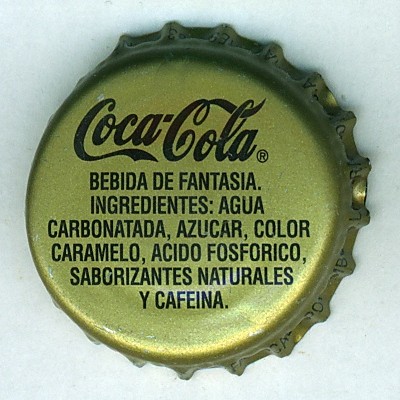 Coca-Cola®
BEBIDA DE FANTASIA.
INGREDIENTES: AGUA
CARBONATADA, AZUCAR, COLOR
CARAMELO, ACIDO FOSFORICO,
SABORIZANTES NATURALES
Y CAFEINA.